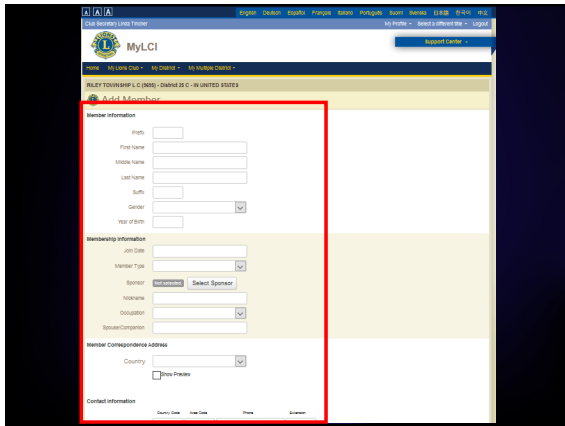 A A A English Deutsch Español Français Italiano Português Suomi Svenska 日本語 한국어 中文
Club Secretary Linda Tincher
My Profile Select a different title Logout
MyLCI
Support Center
Home My Lions Club My District My Multiple District
RILEY TOWNSHIP L C - District 25 C - IN UNITED STATES
Add Member
Member Information
Prefix
First Name
Middle Name
Last Name
Suffix
Gender
Year of Birth
Membership Information
Join Date
Member Type
Sponsor Not selected Select Sponsor
Nickname
Occupation
Spouse/Companion
Member Correspondence Address
Country
Show Preview
Contact Information
Country Code Area Code Phone Extension